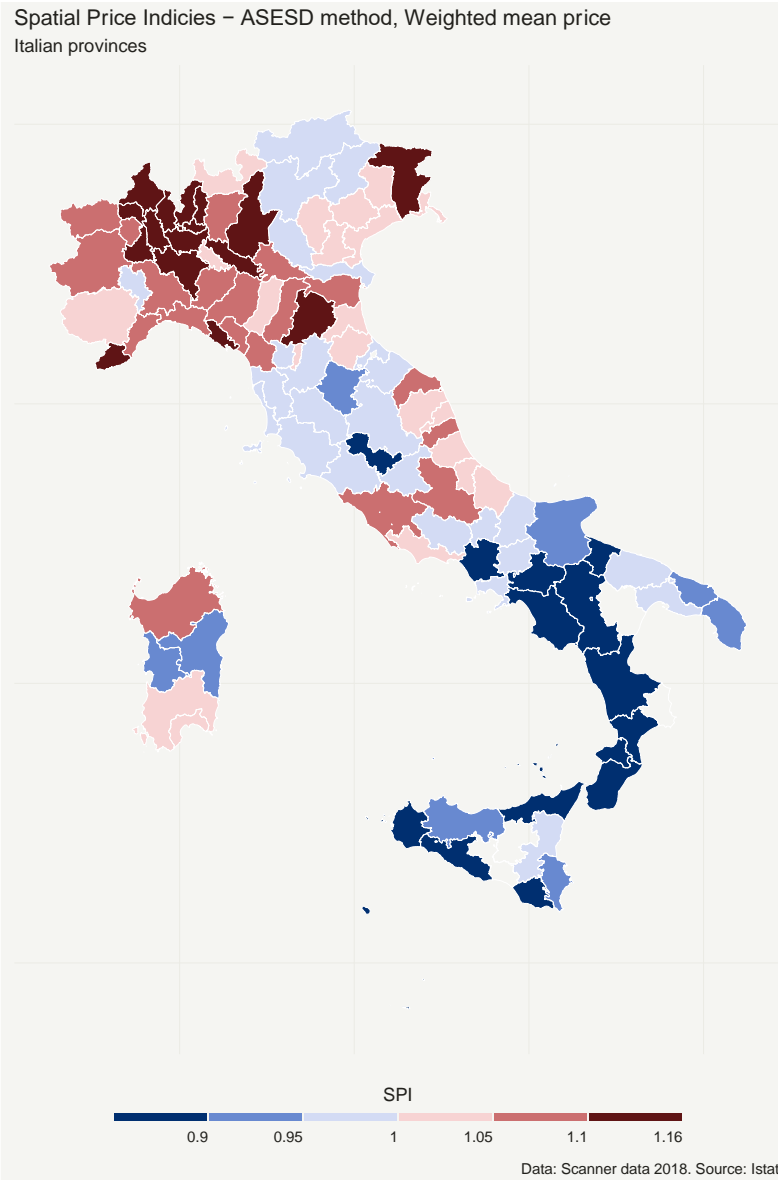 Spatial Price Indicies − ASESD method, Weighted mean price
Italian provinces
SPI
0.9 0.95 1 1.05 1.1 1.16
Data: Scanner data 2018. Source: Istat